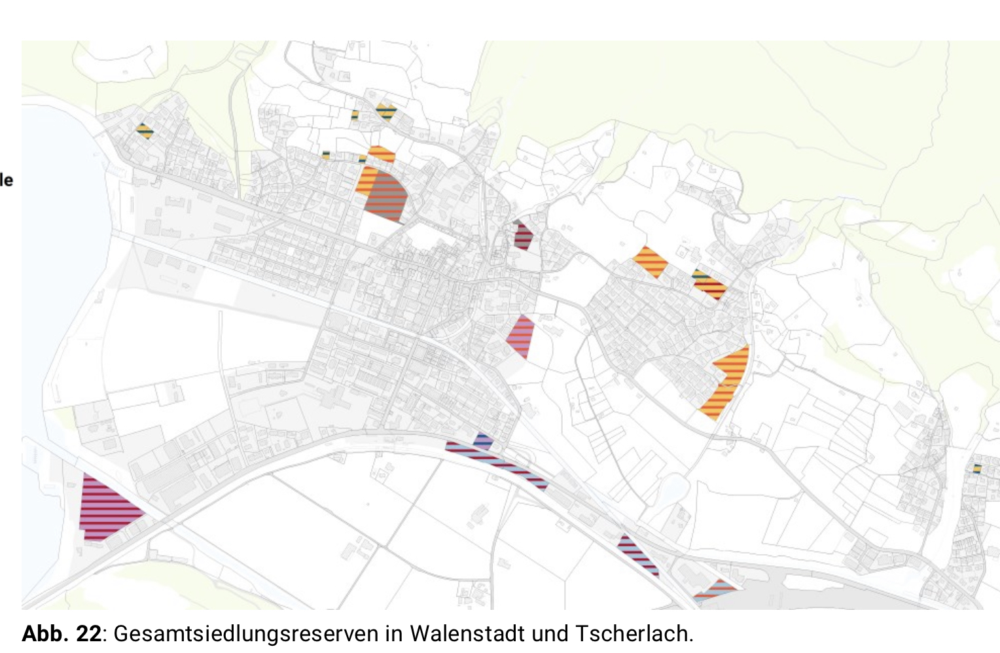 le
Abb. 22: Gesamtsiedlungsreserven in Walenstadt und Tscherlach.